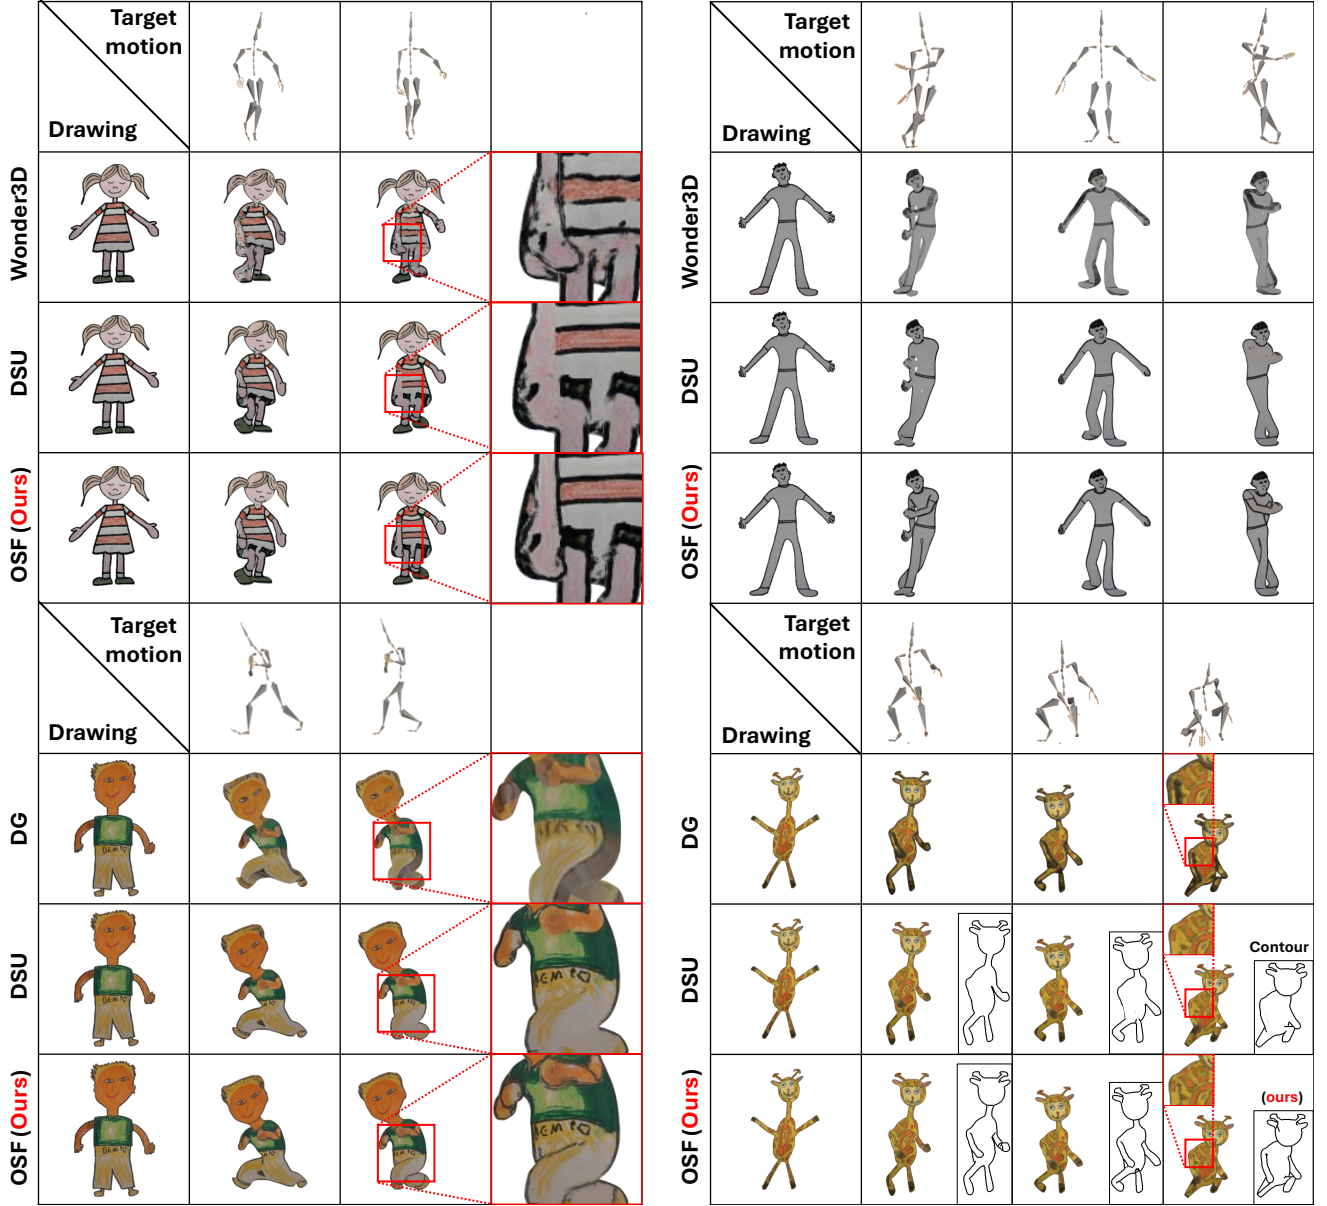 Target
motion
Drawing
Wonder3D
DSU
OSF (Ours)
Target
motion
Drawing
DG
DSU
OSF (Ours)
BEMPO
Target
motion
Drawing
Wonder3D
DSU
OSF (Ours)
Target
motion
Drawing
DG
DSU
Contour
OSF (Ours)
(ours)